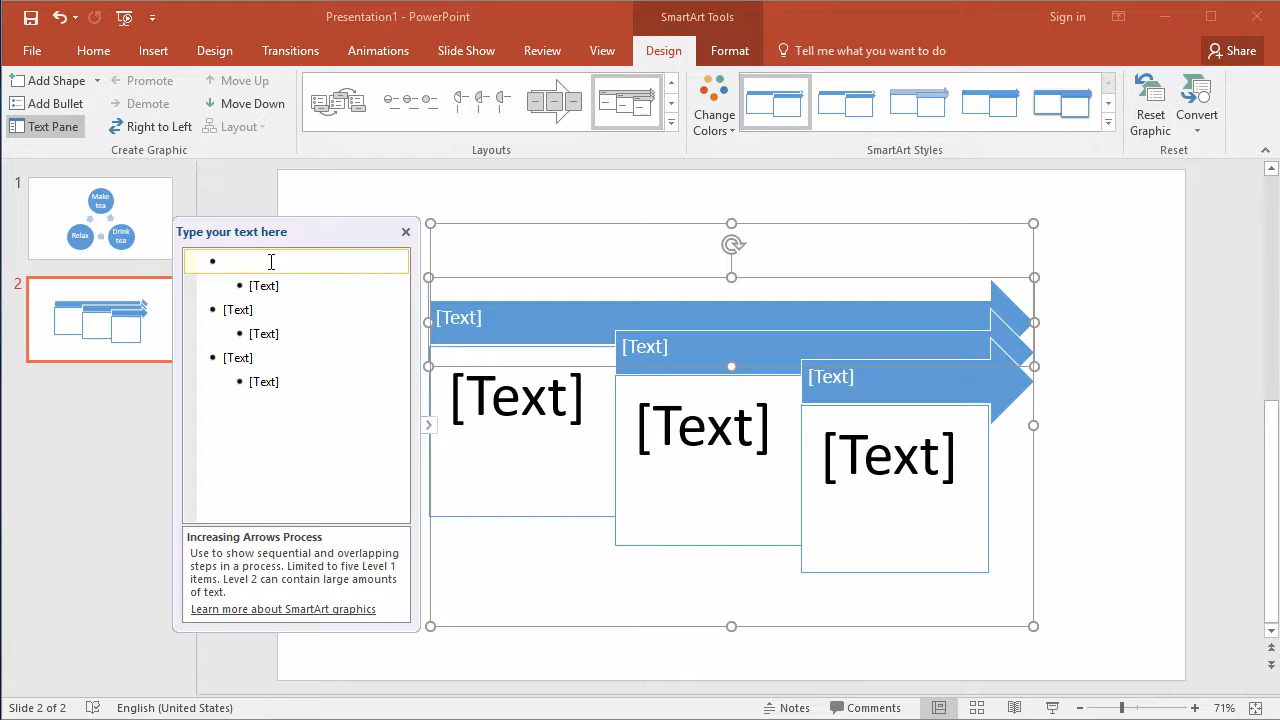 Presentation1 - PowerPoint
SmartArt Tools
Sign in
File
Home
Insert
Design
Transitions
Animations
Slide Show
Review
View
Design
Format
Tell me what you want to do
Share
Add Shape
Promote
Move Up
Add Bullet
Demote
Move Down
Text Pane
Right to Left
Layout
Create Graphic
Layouts
Change
Colors
SmartArt Styles
Reset
Graphic
Convert
Reset
1
Make
tea
Relax
Drink
tea
2
Type your text here
[Text]
[Text]
[Text]
[Text]
[Text]
Increasing Arrows Process
Use to show sequential and overlapping
steps in a process. Limited to five Level 1
items. Level 2 can contain large amounts
of text.
Learn more about SmartArt graphics
[Text]
[Text]
[Text]
[Text]
[Text]
[Text]
Slide 2 of 2
English (United States)
Notes
Comments
71%